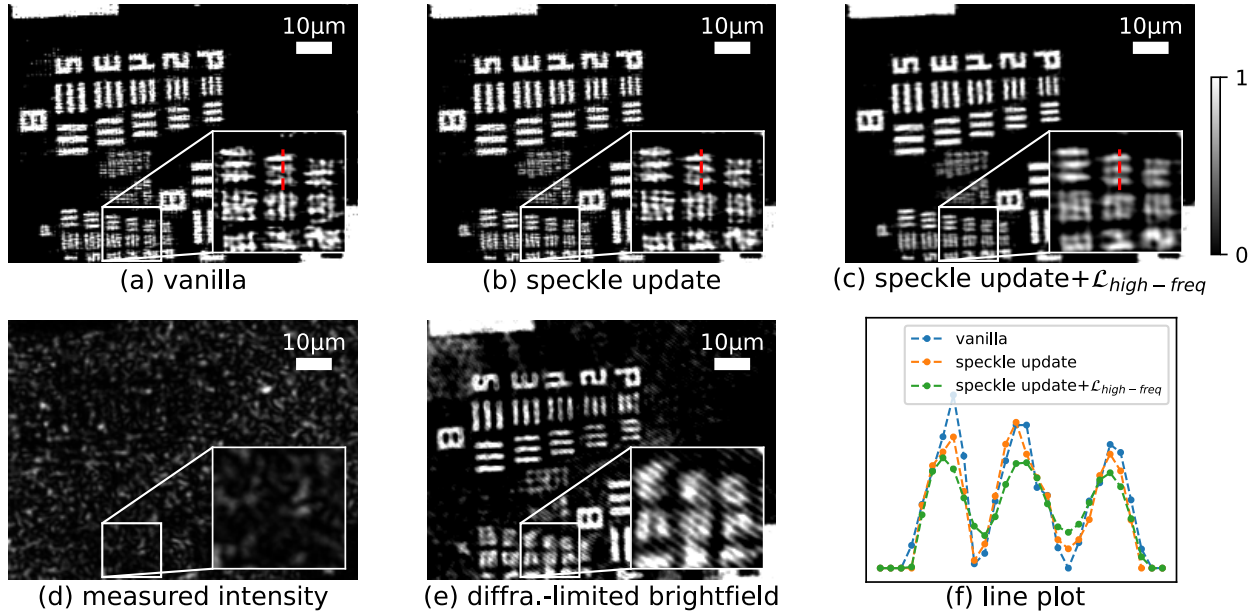 10μm
10μm
10μm
1
0
(a) vanilla
(b) speckle update
(c) speckle update+ℒhigh−freq
10μm
10μm
vanilla
speckle update
speckle update+ℒhigh−freq
(d) measured intensity
(e) diffra.-limited brightfield
(f) line plot